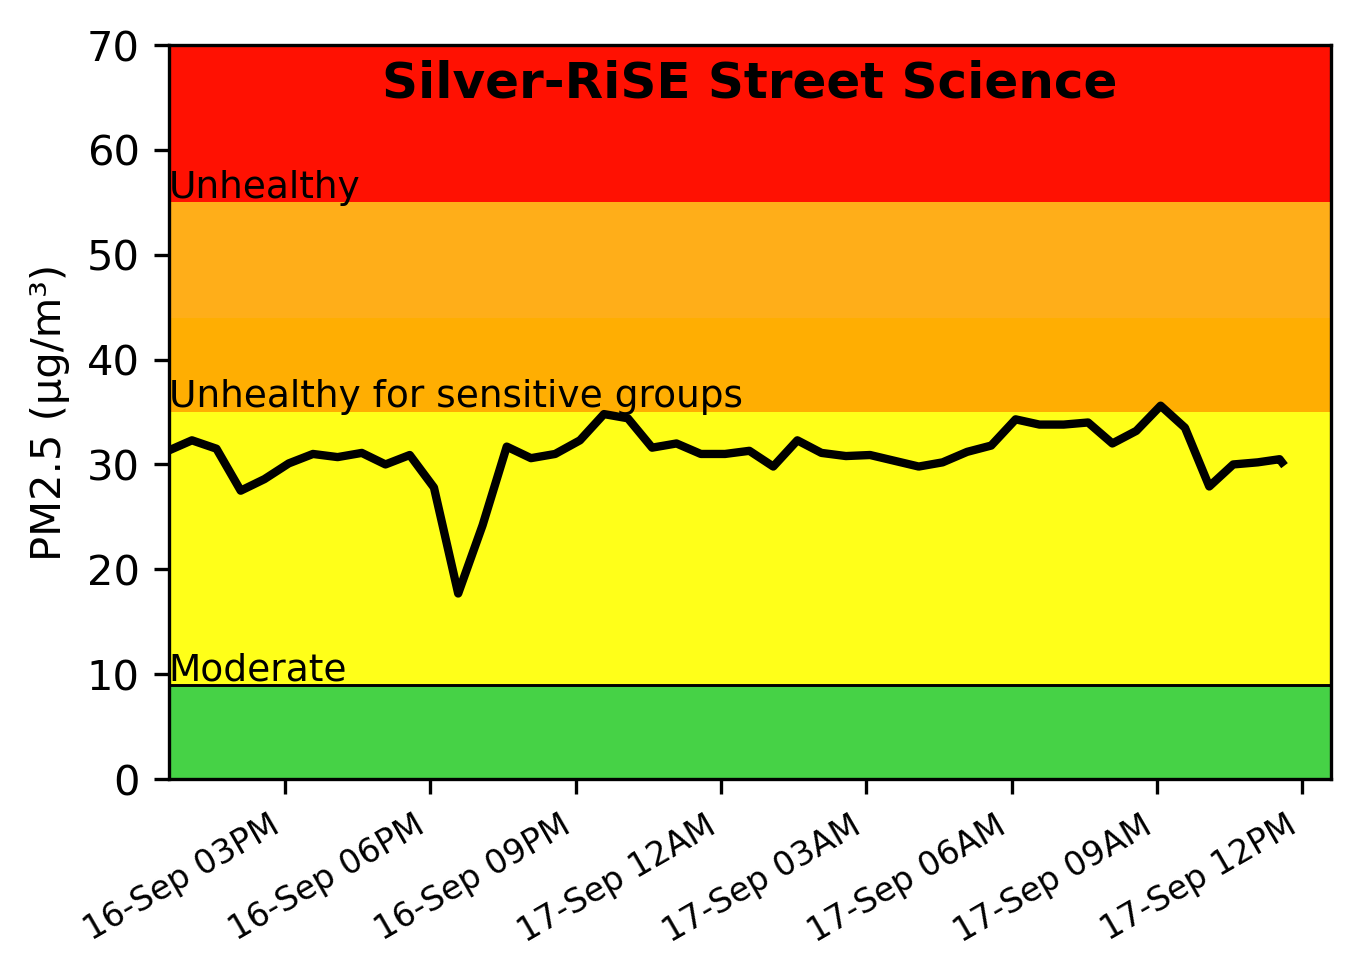 Silver-RiSE Street Science
70
60
Unhealthy
50
40
Unhealthy for sensitive groups
30
20
Moderate
10
0
PM2.5 (µg/m³)
16-Sep 03PM
16-Sep 06PM
16-Sep 09PM
17-Sep 12AM
17-Sep 03AM
17-Sep 06AM
17-Sep 09AM
17-Sep 12PM